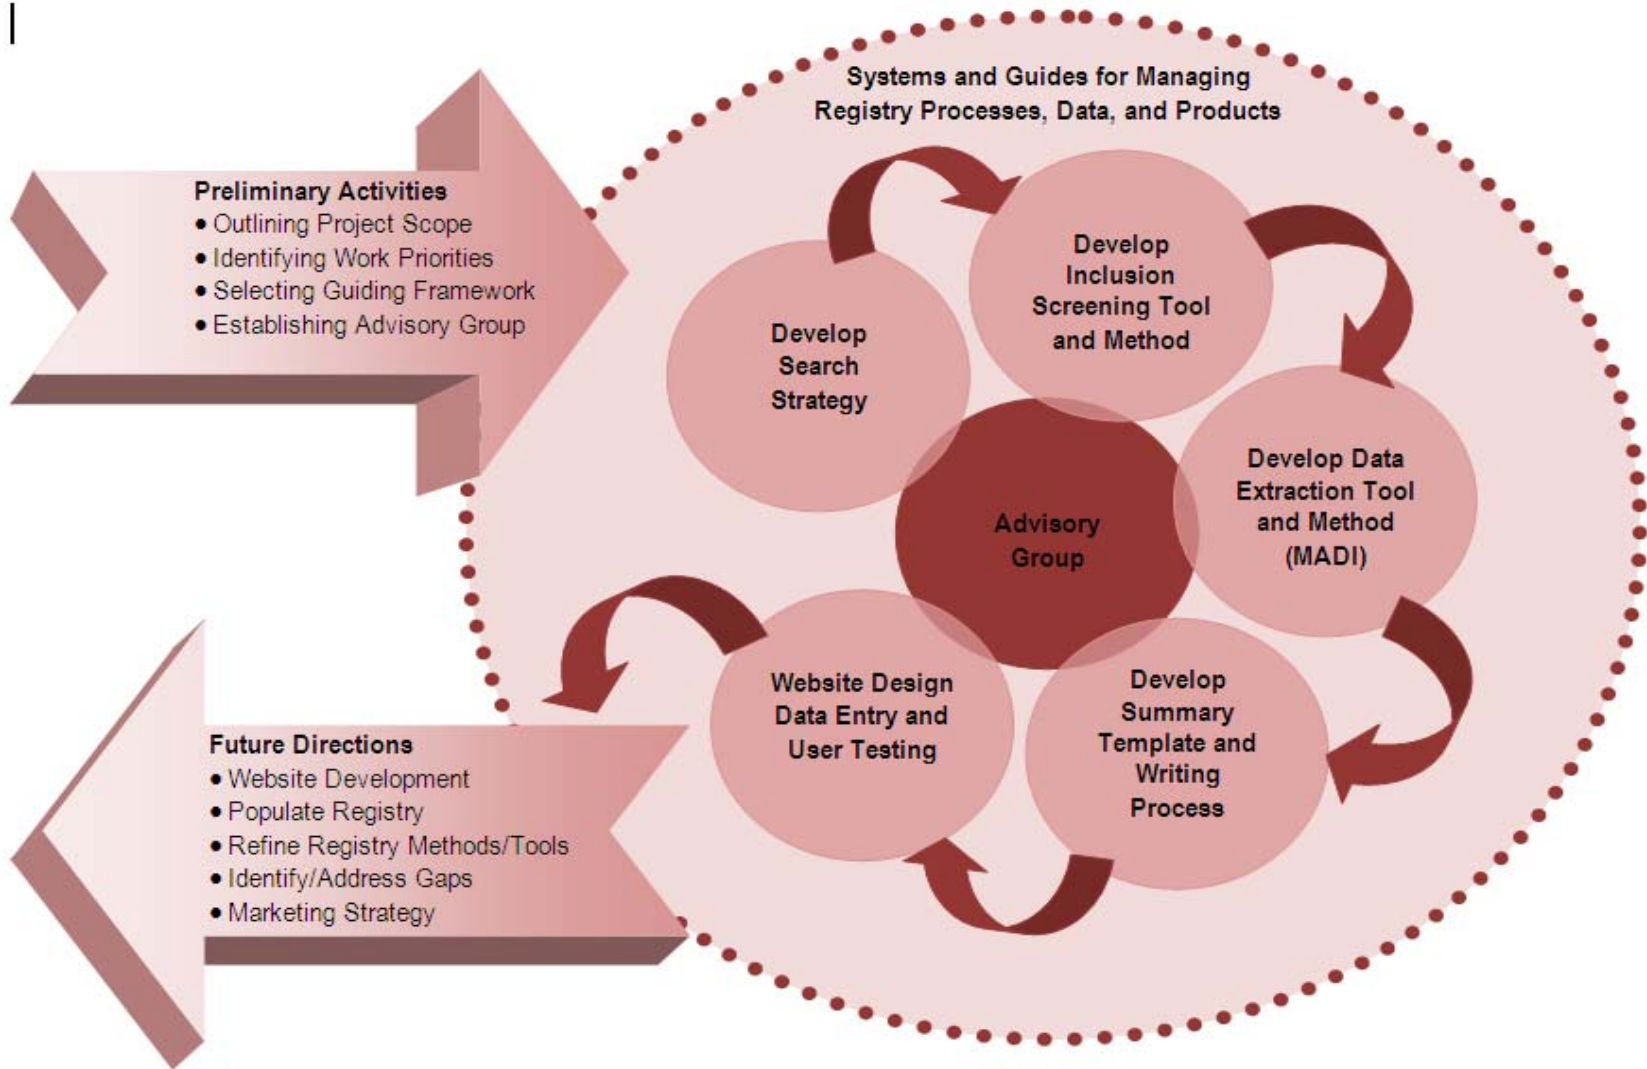 Systems and Guides for Managing
Registry Processes, Data, and Products
Preliminary Activities
● Outlining Project Scope
● Identifying Work Priorities
● Selecting Guiding Framework
● Establishing Advisory Group
Develop
Search
Strategy
Develop
Inclusion
Screening Tool
and Method
Develop Data
Extraction Tool
and Method
(MADI)
Advisory
Group
Develop
Summary
Template and
Writing
Process
Website Design
Data Entry and
User Testing
Future Directions
● Website Development
● Populate Registry
● Refine Registry Methods/Tools
● Identify/Address Gaps
● Marketing Strategy